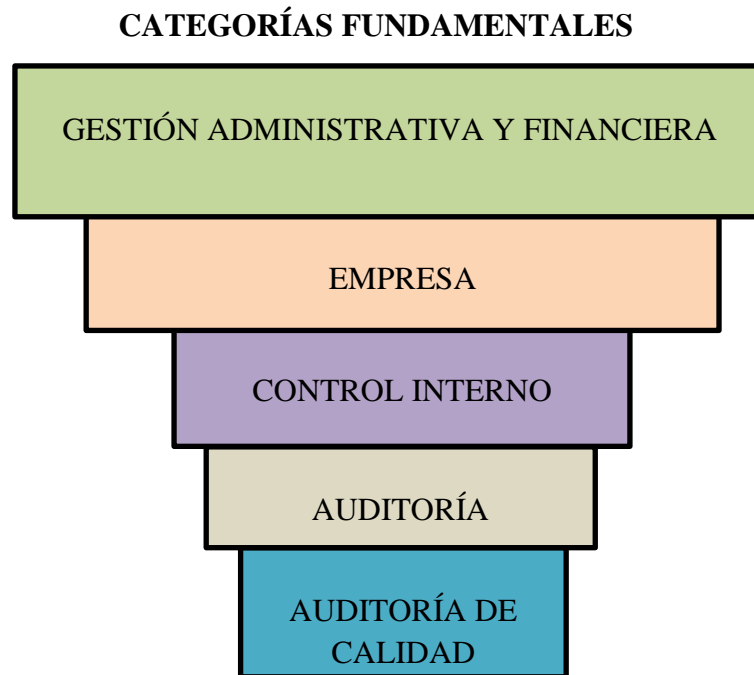 CATEGORÍAS FUNDAMENTALES
GESTIÓN ADMINISTRATIVA Y FINANCIERA
EMPRESA
CONTROL INTERNO
AUDITORÍA
AUDITORÍA DE
CALIDAD